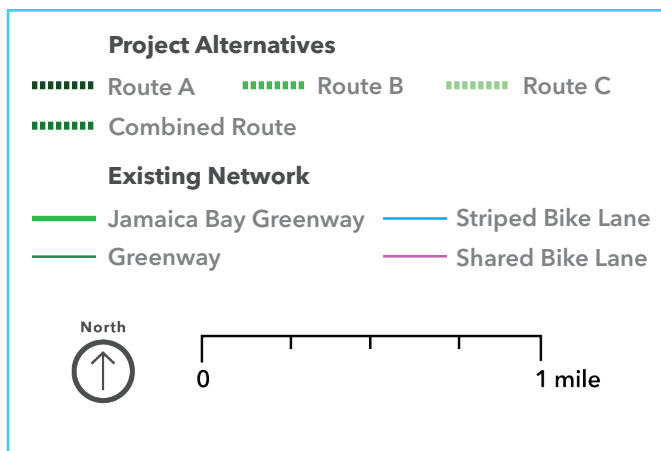 Project Alternatives
Route A Route B Route C
Combined Route
Existing Network
Jamaica Bay Greenway Striped Bike Lane
Greenway Shared Bike Lane
North
0 1 mile